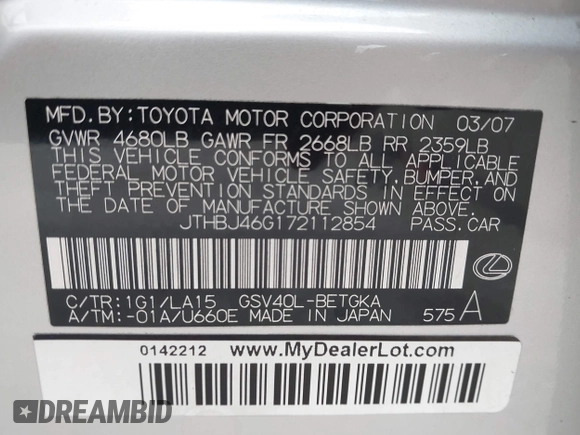 MFD.BY:TOYOTA MOTOR CORPORATION 03/07
GVWR 4680LB GAWR FR 2668LB RR 2359LB
THIS VEHICLE CONFORMS TO ALL APPLICABLE
FEDERAL MOTOR VEHICLE SAFETY,BUMPER,AND
THEFT PREVENTION STANDARDS IN EFFECT ON
THE DATE OF MANUFACTURE SHOWN ABOVE.
JTHBJ46G172112854 PASS.CAR
C/TR:1G1/LA15 GSV40L-BETGKA
A/TM:-01A/U660E MADE IN JAPAN 575 A
0142212 www.MyDealerLot.com
DREAMBID